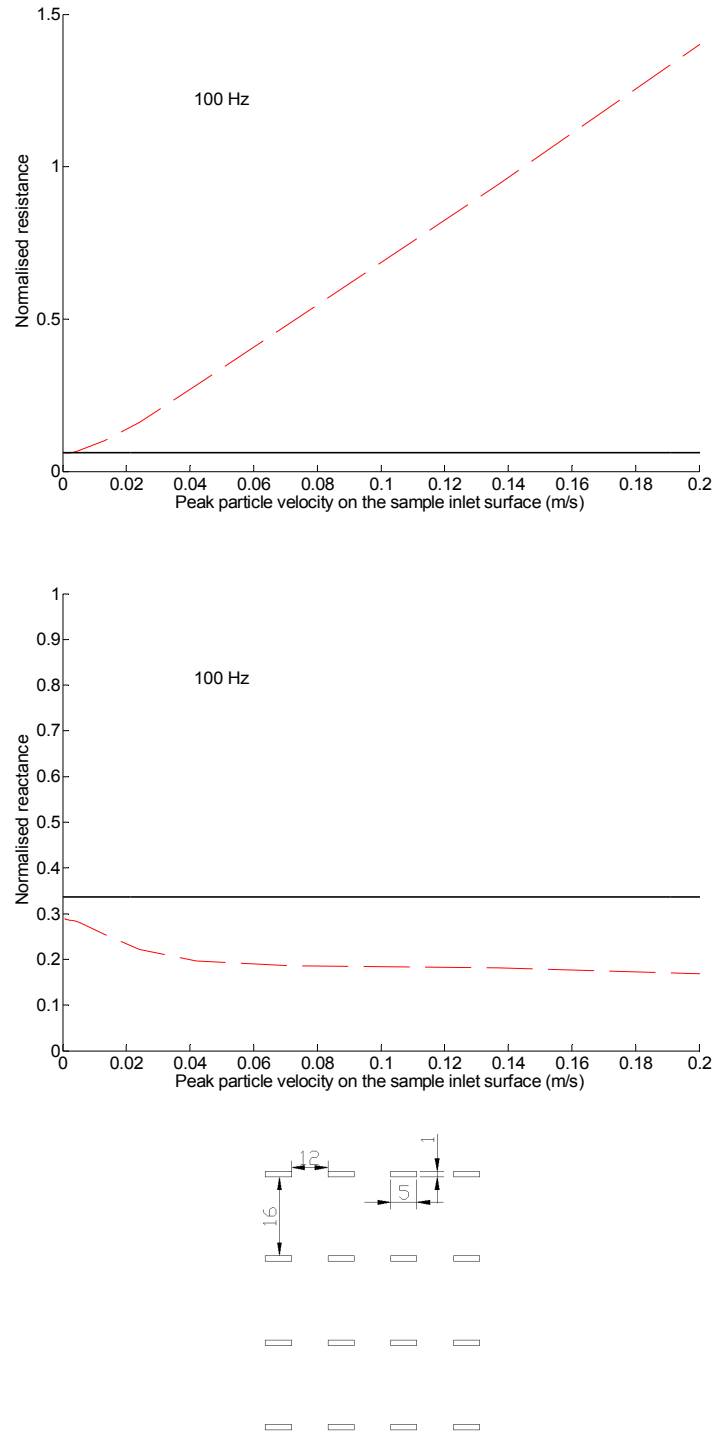 1.5
100 Hz
1
Normalised resistance
0.5
0
0 0.02 0.04 0.06 0.08 0.1 0.12 0.14 0.16 0.18 0.2
Peak particle velocity on the sample inlet surface (m/s)
1
0.9
0.8
100 Hz
0.7
0.6
Normalised reactance
0.5
0.4
0.3
0.2
0.1
0
0 0.02 0.04 0.06 0.08 0.1 0.12 0.14 0.16 0.18 0.2
Peak particle velocity on the sample inlet surface (m/s)
1
12
5
16